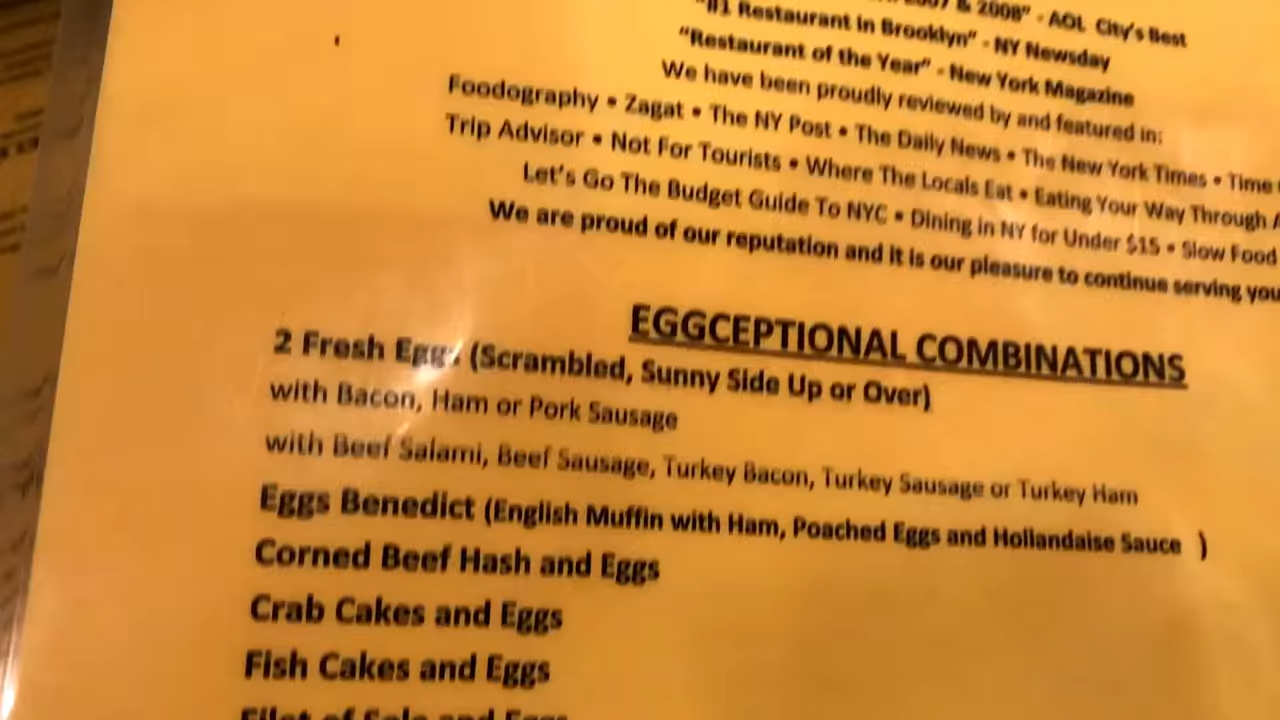 2007 & 2008" - AOL City's Best
"#1 Restaurant in Brooklyn" - NY Newsday
"Restaurant of the Year" - New York Magazine
We have been proudly reviewed by and featured in:
Foodography • Zagat • The NY Post • The Daily News • The New York Times • Time
Trip Advisor • Not For Tourists • Where The Locals Eat • Eating Your Way Through
Let's Go The Budget Guide To NYC • Dining in NY for Under $15 • Slow Food
We are proud of our reputation and it is our pleasure to continue serving you
EGGCEPTIONAL COMBINATIONS
2 Fresh Eggs (Scrambled, Sunny Side Up or Over)
with Bacon, Ham or Pork Sausage
with Beef Salami, Beef Sausage, Turkey Bacon, Turkey Sausage or Turkey Ham
Eggs Benedict (English Muffin with Ham, Poached Eggs and Hollandaise Sauce )
Corned Beef Hash and Eggs
Crab Cakes and Eggs
Fish Cakes and Eggs
Filet of Sole and Eggs